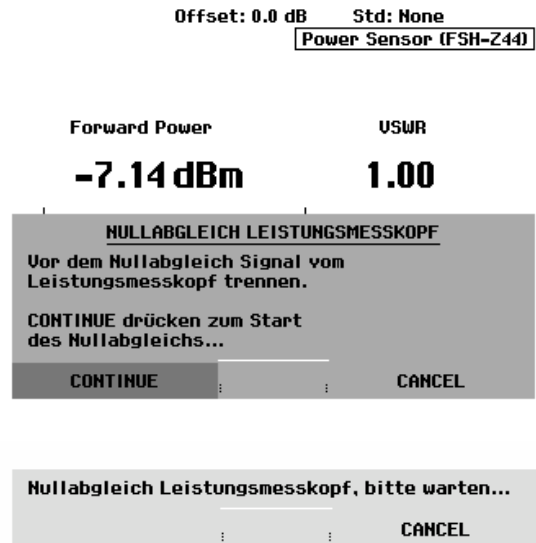 Offset: 0.0 dB Std: None
Power Sensor (FSH-Z44)
Forward Power VSWR
-7.14 dBm 1.00
NULLABGLEICH LEISTUNGSMESSKOPF
Vor dem Nullabgleich Signal vom
Leistungsmesskopf trennen.
CONTINUE drücken zum Start
des Nullabgleichs...
CONTINUE CANCEL
Nullabgleich Leistungsmesskopf, bitte warten...
CANCEL